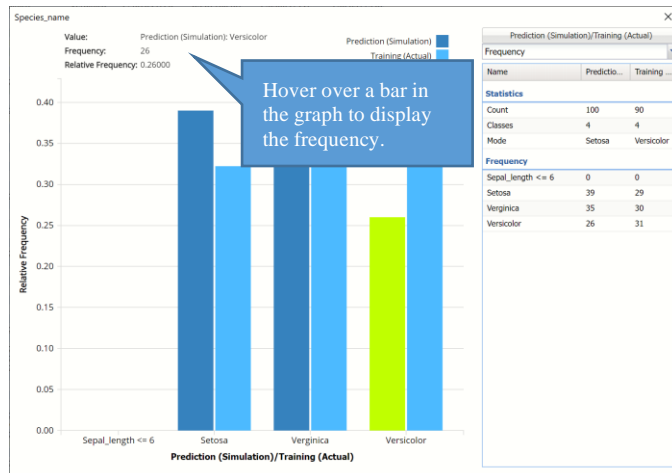 Species_name
Value: Prediction (Simulation): Versicolor
Frequency: 26
Relative Frequency: 0.26000
Prediction (Simulation)
Training (Actual)
Hover over a bar in
the graph to display
the frequency.
Relative Frequency
0.40
0.35
0.30
0.25
0.20
0.15
0.10
0.05
0.00
Sepal_length <= 6 Setosa Verginica Versicolor
Prediction (Simulation)/Training (Actual)
Prediction (Simulation)/Training (Actual)
Frequency
Name Predictio... Training ...
Statistics
Count 100 90
Classes 4 4
Mode Setosa Versicolor
Frequency
Sepal_length <= 6 0 0
Setosa 39 29
Verginica 35 30
Versicolor 26 31